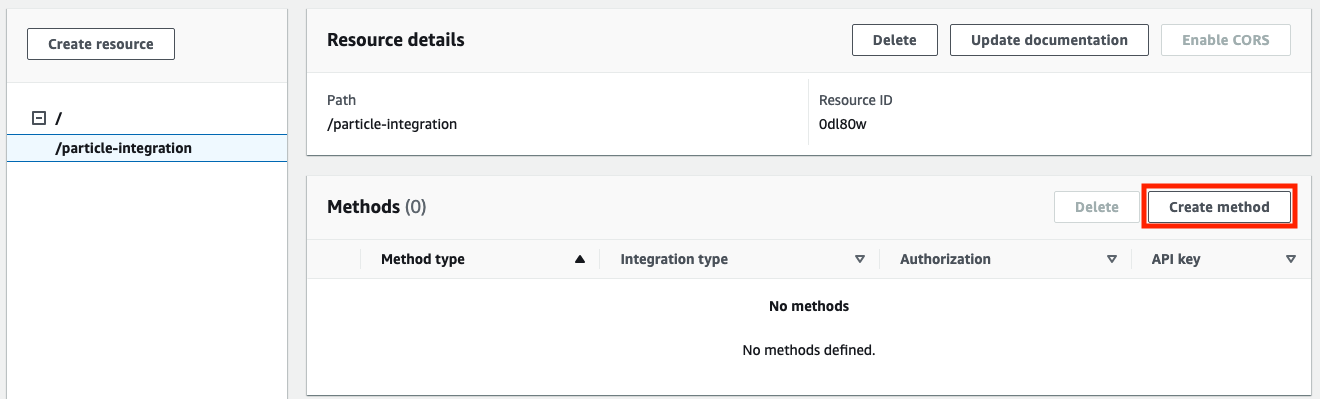 Create resource
/
/particle-integration
Resource details
Delete
Update documentation
Enable CORS
Path
/particle-integration
Resource ID
0dl80w
Methods (0)
Delete
Create method
Method type
Integration type
Authorization
API key
No methods
No methods defined.